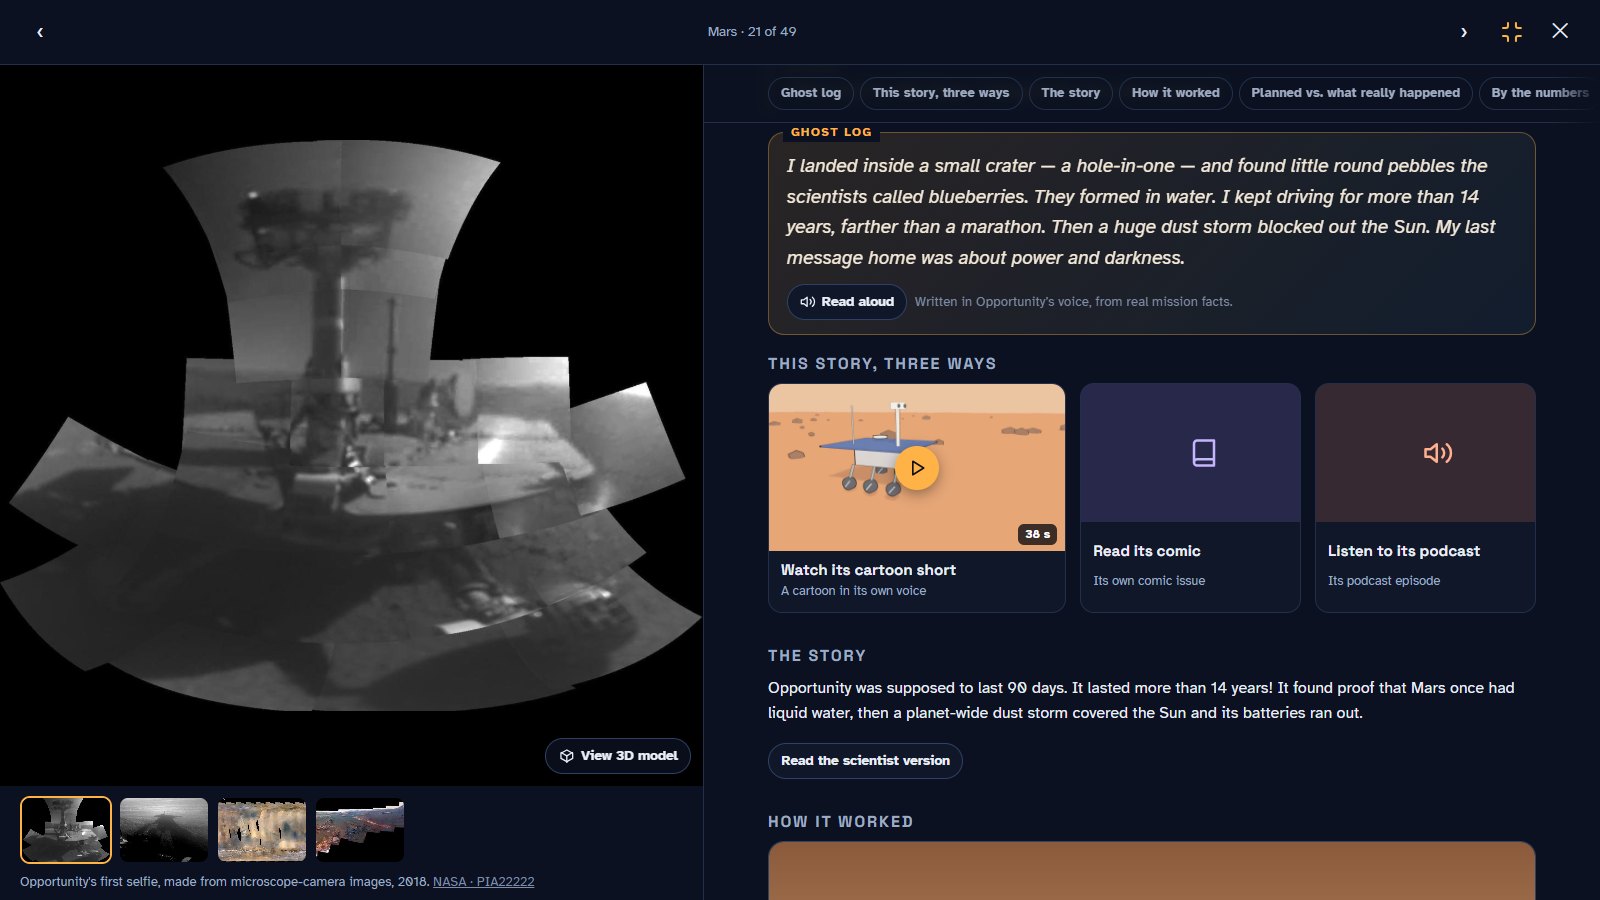 Mars · 21 of 49
Ghost log
This story, three ways
The story
How it worked
Planned vs. what really happened
By the numbers
GHOST LOG
I landed inside a small crater — a hole-in-one — and found little round pebbles the
scientists called blueberries. They formed in water. I kept driving for more than 14
years, farther than a marathon. Then a huge dust storm blocked out the Sun. My last
message home was about power and darkness.
Read aloud
Written in Opportunity's voice, from real mission facts.
THIS STORY, THREE WAYS
38 s
Watch its cartoon short
A cartoon in its own voice
Read its comic
Its own comic issue
Listen to its podcast
Its podcast episode
THE STORY
Opportunity was supposed to last 90 days. It lasted more than 14 years! It found proof that Mars once had
liquid water, then a planet-wide dust storm covered the Sun and its batteries ran out.
Read the scientist version
HOW IT WORKED
View 3D model
Opportunity's first selfie, made from microscope-camera images, 2018. NASA · PIA22222